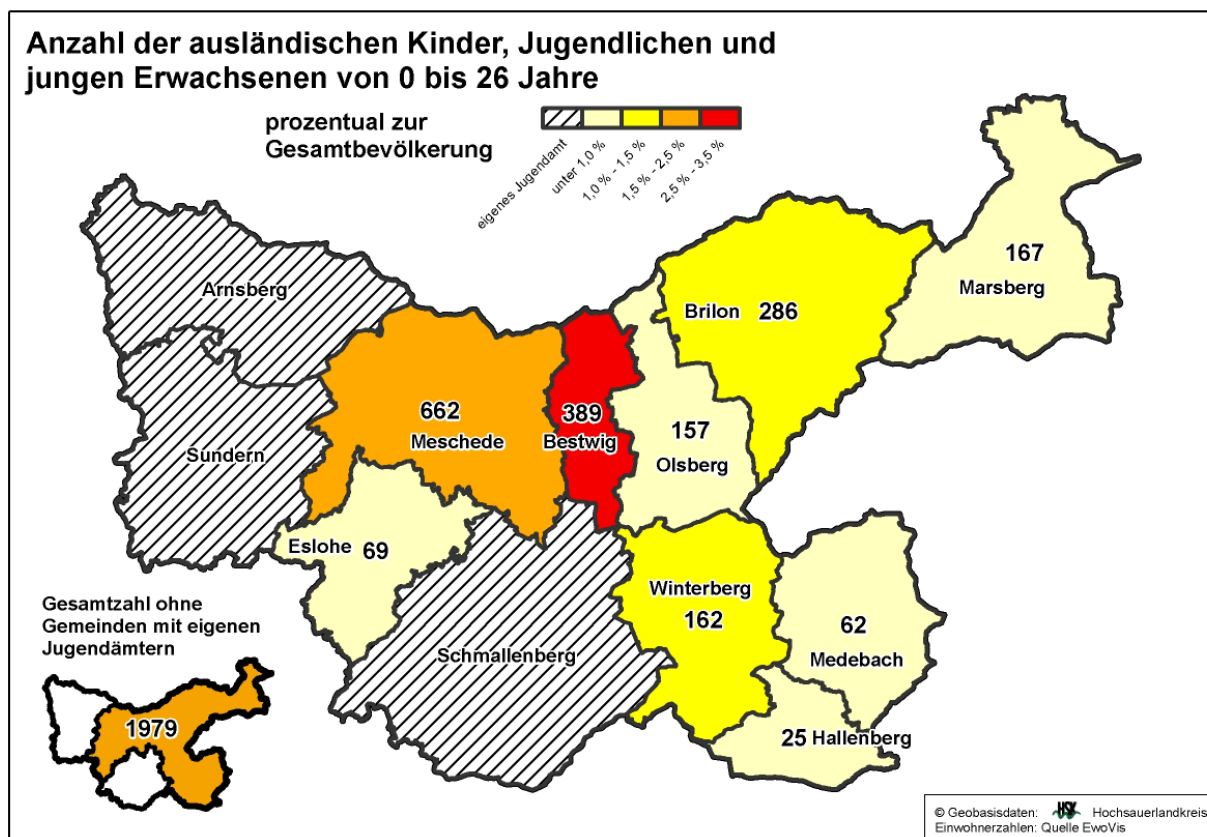 Anzahl der ausländischen Kinder, Jugendlichen und
jungen Erwachsenen von 0 bis 26 Jahre
prozentual zur
Gesamtbevölkerung
eigenes Jugendamt
unter 1,0 %
1,0 % - 1,5 %
1,5 % - 2,5 %
2,5 % - 3,5 %
Arnsberg
Sundern
662
Meschede
389
Bestwig
157
Olsberg
Brilon 286
167
Marsberg
Eslohe 69
Schmallenberg
Winterberg
162
62
Medebach
25 Hallenberg
Gesamtzahl ohne
Gemeinden mit eigenen
Jugendämtern
1979
© Geobasisdaten: HSK Hochsauerlandkreis
Einwohnerzahlen: Quelle EwoVis